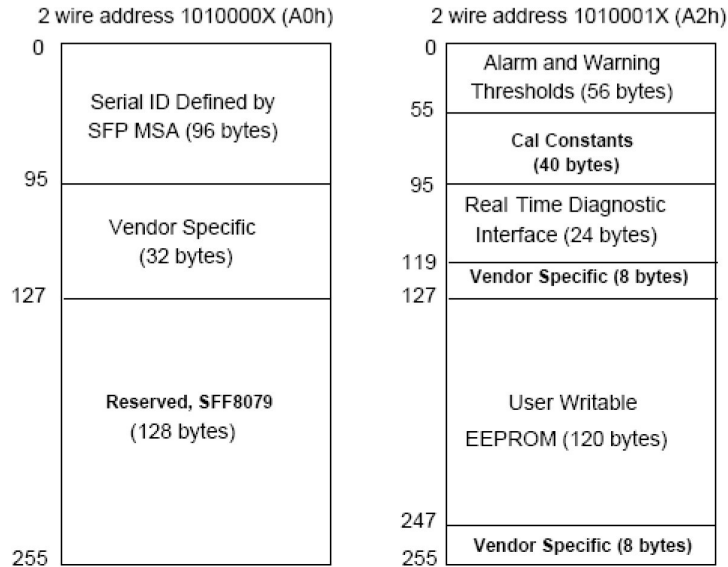 2 wire address 1010000X (A0h)
0
Serial ID Defined by
SFP MSA (96 bytes)
95
Vendor Specific
(32 bytes)
127
Reserved, SFF8079
(128 bytes)
255
2 wire address 1010001X (A2h)
0
Alarm and Warning
Thresholds (56 bytes)
55
Cal Constants
(40 bytes)
95
Real Time Diagnostic
Interface (24 bytes)
119
Vendor Specific (8 bytes)
127
User Writable
EEPROM (120 bytes)
247
Vendor Specific (8 bytes)
255